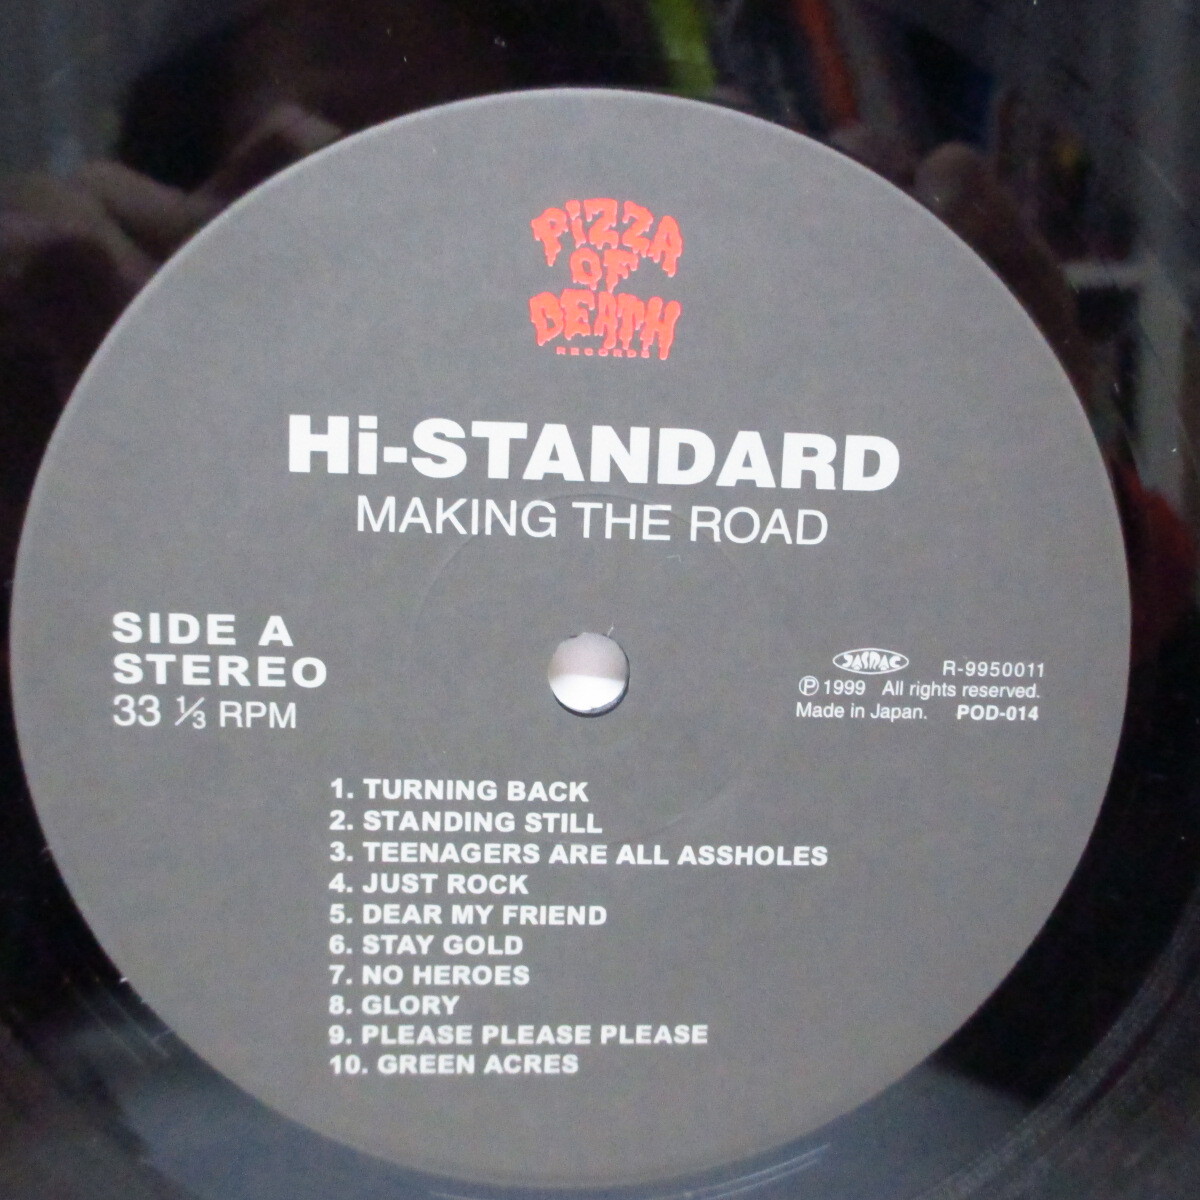 PIZZA
OF
DEATH
RECORDS
Hi-STANDARD
MAKING THE ROAD
SIDE A
STEREO
33 ⅓ RPM
JASRAC R-9950011
Ⓟ 1999 All rights reserved.
Made in Japan. POD-014
1. TURNING BACK
2. STANDING STILL
3. TEENAGERS ARE ALL ASSHOLES
4. JUST ROCK
5. DEAR MY FRIEND
6. STAY GOLD
7. NO HEROES
8. GLORY
9. PLEASE PLEASE PLEASE
10. GREEN ACRES